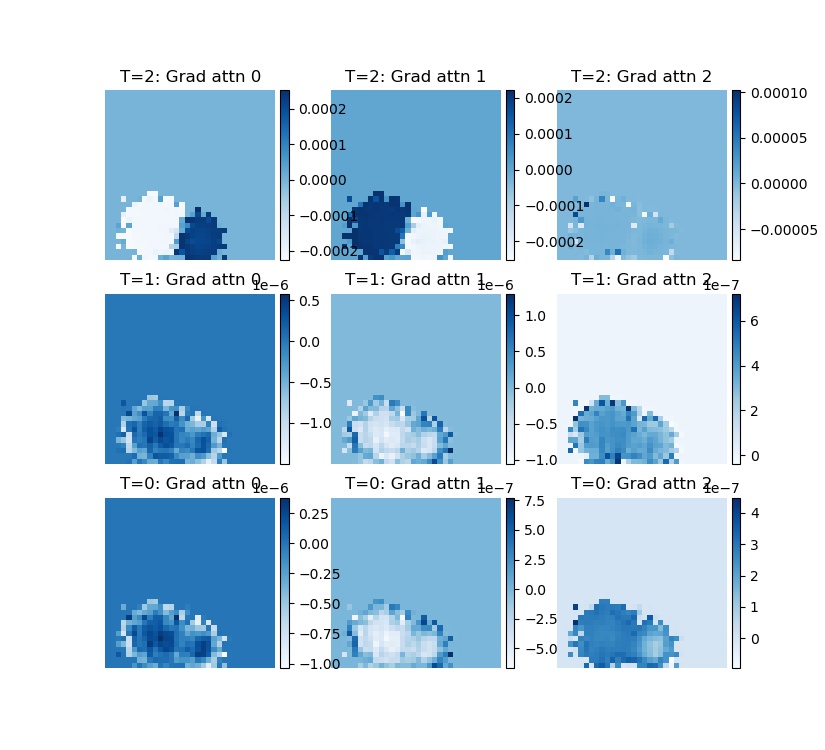 T=2: Grad attn 0
0.0002
0.0001
0.0000
−0.0001
−0.0002
T=2: Grad attn 1
0.0002
0.0001
0.0000
−0.0001
−0.0002
T=2: Grad attn 2
0.00010
0.00005
0.00000
−0.00005
T=1: Grad attn 0
1e−6
0.5
0.0
−0.5
−1.0
T=1: Grad attn 1
1e−6
1.0
0.5
0.0
−0.5
−1.0
T=1: Grad attn 2
1e−7
6
4
2
0
T=0: Grad attn 0
1e−6
0.25
0.00
−0.25
−0.50
−0.75
−1.00
T=0: Grad attn 1
1e−7
7.5
5.0
2.5
0.0
−2.5
−5.0
T=0: Grad attn 2
1e−7
4
3
2
1
0